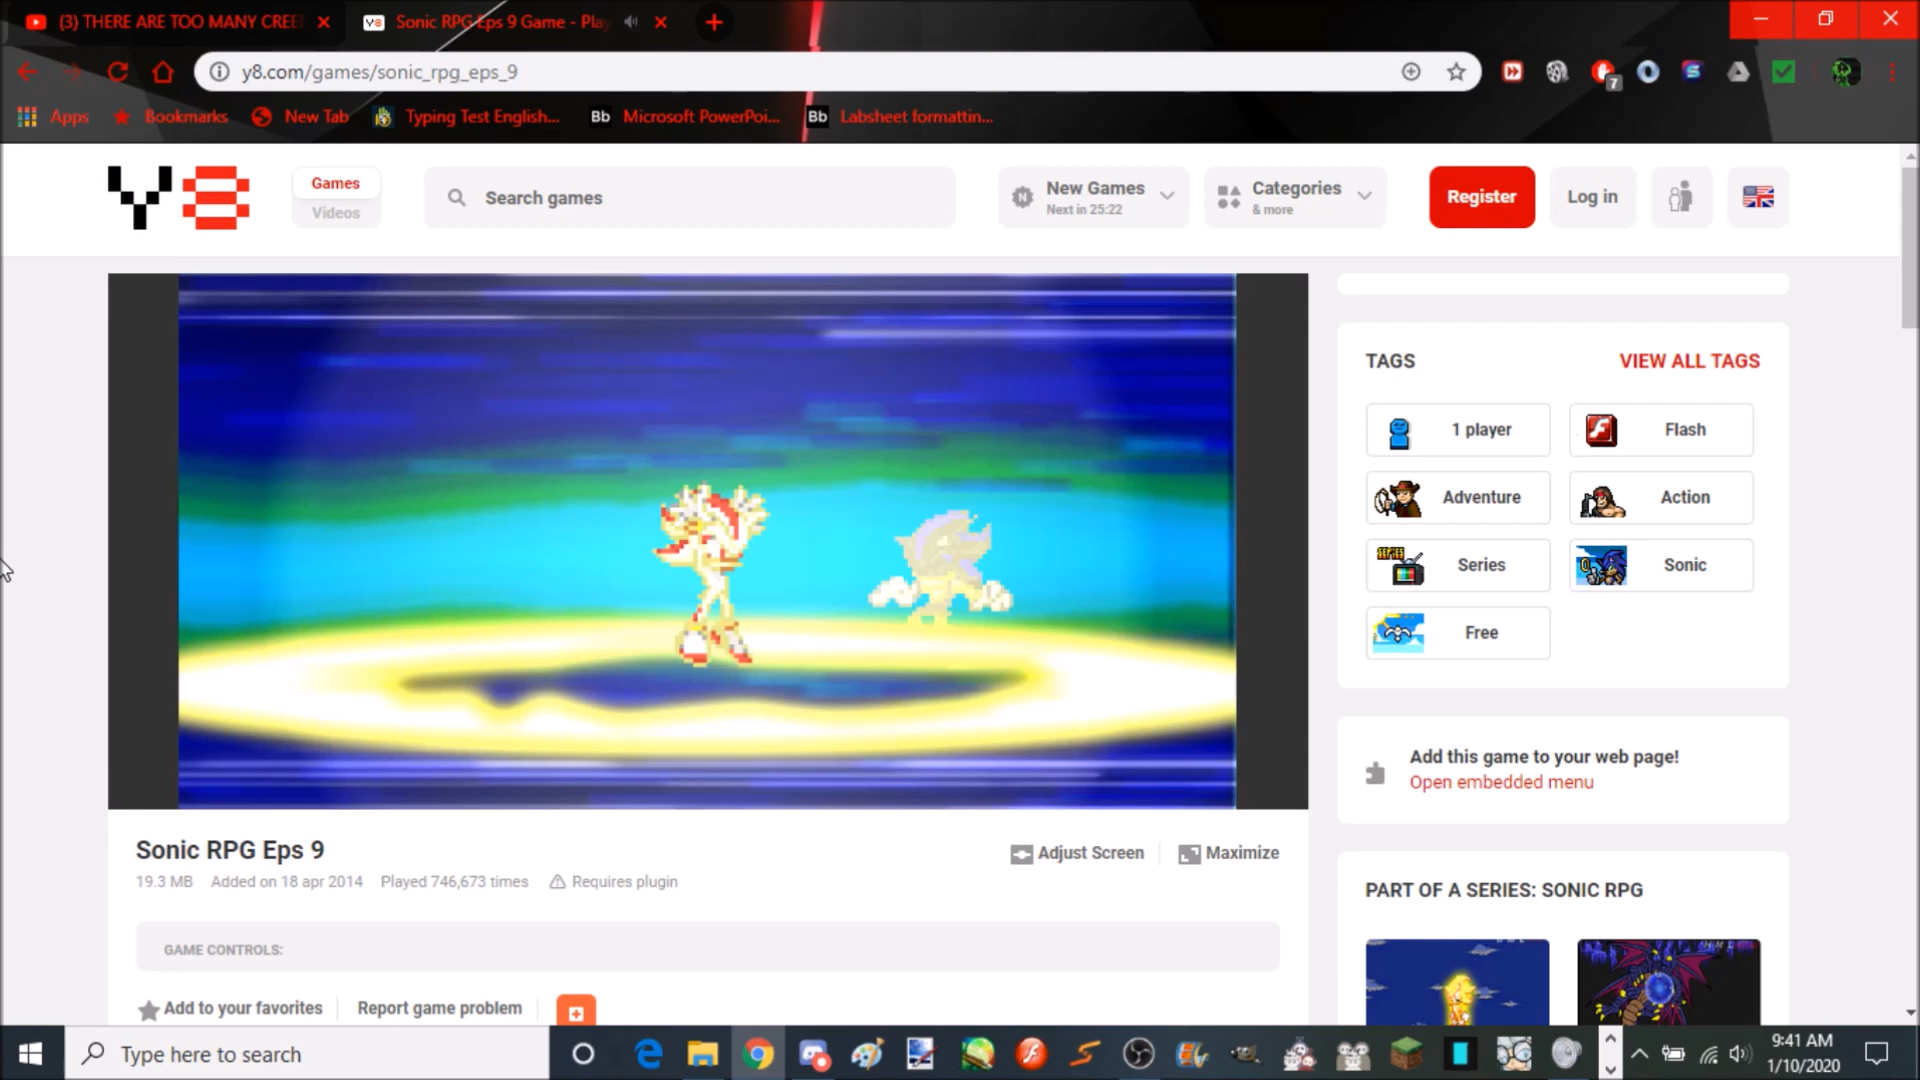 (3) THERE ARE TOO MANY CREEF
Sonic RPG Eps 9 Game - Play
y8.com/games/sonic_rpg_eps_9
7
Apps
Bookmarks
New Tab
Typing Test English...
Bb Microsoft PowerPoi...
Bb Labsheet formattin...
Y8
Games
Videos
Search games
N
New Games
Next in 25:22
Categories
& more
Register
Log in
TAGS
VIEW ALL TAGS
1 player
Flash
Adventure
Action
SERIES
Series
Sonic
Free
Add this game to your web page!
Open embedded menu
Sonic RPG Eps 9
Adjust Screen
Maximize
19.3 MB
Added on 18 apr 2014
Played 746,673 times
Requires plugin
PART OF A SERIES: SONIC RPG
GAME CONTROLS:
Add to your favorites
Report game problem
Type here to search
9:41 AM
1/10/2020